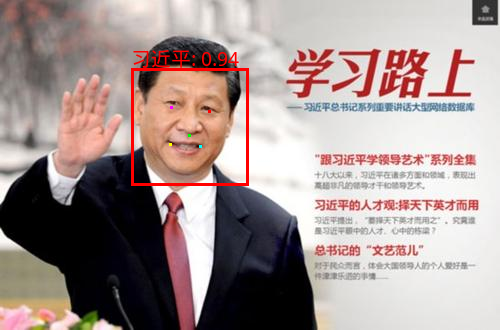 习近平: 0.94
学习路上
——习近平总书记系列重要讲话大型网络数据库
“跟习近平学领导艺术”系列全集
十八大以来，习近平在诸多方面和领域，表现出
高超非凡的领导才干和领导艺术。
习近平的人才观:择天下英才而用
习近平提出，“要择天下英才而用之”。究竟谁
是习近平眼中的人才、心中的栋梁？
总书记的“文艺范儿”
对于民众而言，体会大国领导人的个人爱好是一
件津津乐道的事情……